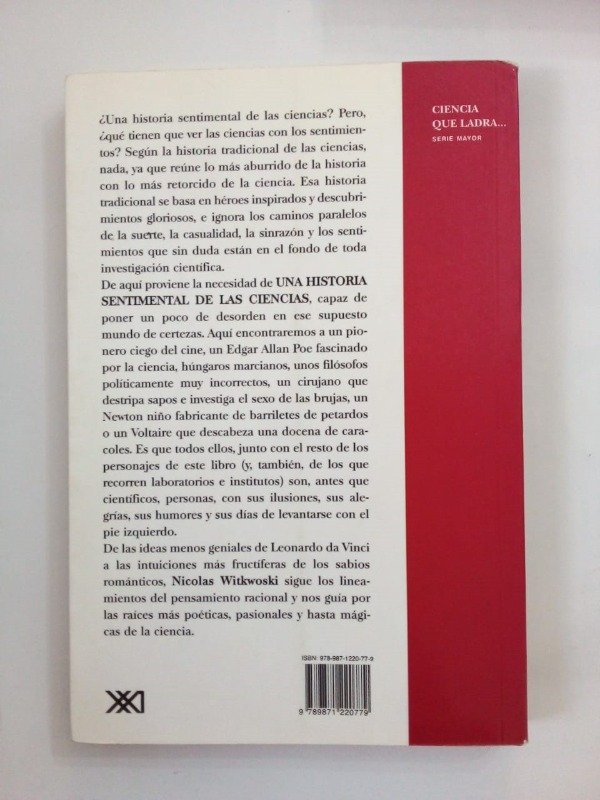 ¿Una historia sentimental de las ciencias? Pero,
¿qué tienen que ver las ciencias con los sentimien-
tos? Según la historia tradicional de las ciencias,
nada, ya que reúne lo más aburrido de la historia
con lo más retorcido de la ciencia. Esa historia
tradicional se basa en héroes inspirados y descubri-
mientos gloriosos, e ignora los caminos paralelos
de la suerte, la casualidad, la sinrazón y los senti-
mientos que sin duda están en el fondo de toda
investigación científica.
De aquí proviene la necesidad de UNA HISTORIA
SENTIMENTAL DE LAS CIENCIAS, capaz de
poner un poco de desorden en ese supuesto
mundo de certezas. Aquí encontraremos a un pio-
nero ciego del cine, un Edgar Allan Poe fascinado
por la ciencia, húngaros marcianos, unos filósofos
políticamente muy incorrectos, un cirujano que
destripa sapos e investiga el sexo de las brujas, un
Newton niño fabricante de barriletes de petardos
o un Voltaire que descabeza una docena de cara-
coles. Es que todos ellos, junto con el resto de los
personajes de este libro (y, también, de los que
recorren laboratorios e institutos) son, antes que
científicos, personas, con sus ilusiones, sus ale-
grías, sus humores y sus días de levantarse con el
pie izquierdo.
De las ideas menos geniales de Leonardo da Vinci
a las intuiciones más fructíferas de los sabios
románticos, Nicolas Witkwoski sigue los linea-
mientos del pensamiento racional y nos guía por
las raíces más poéticas, pasionales y hasta mági-
cas de la ciencia.
CIENCIA
QUE LADRA...
SERIE MAYOR
ISBN: 978-987-1220-77-9
9 789871 220779